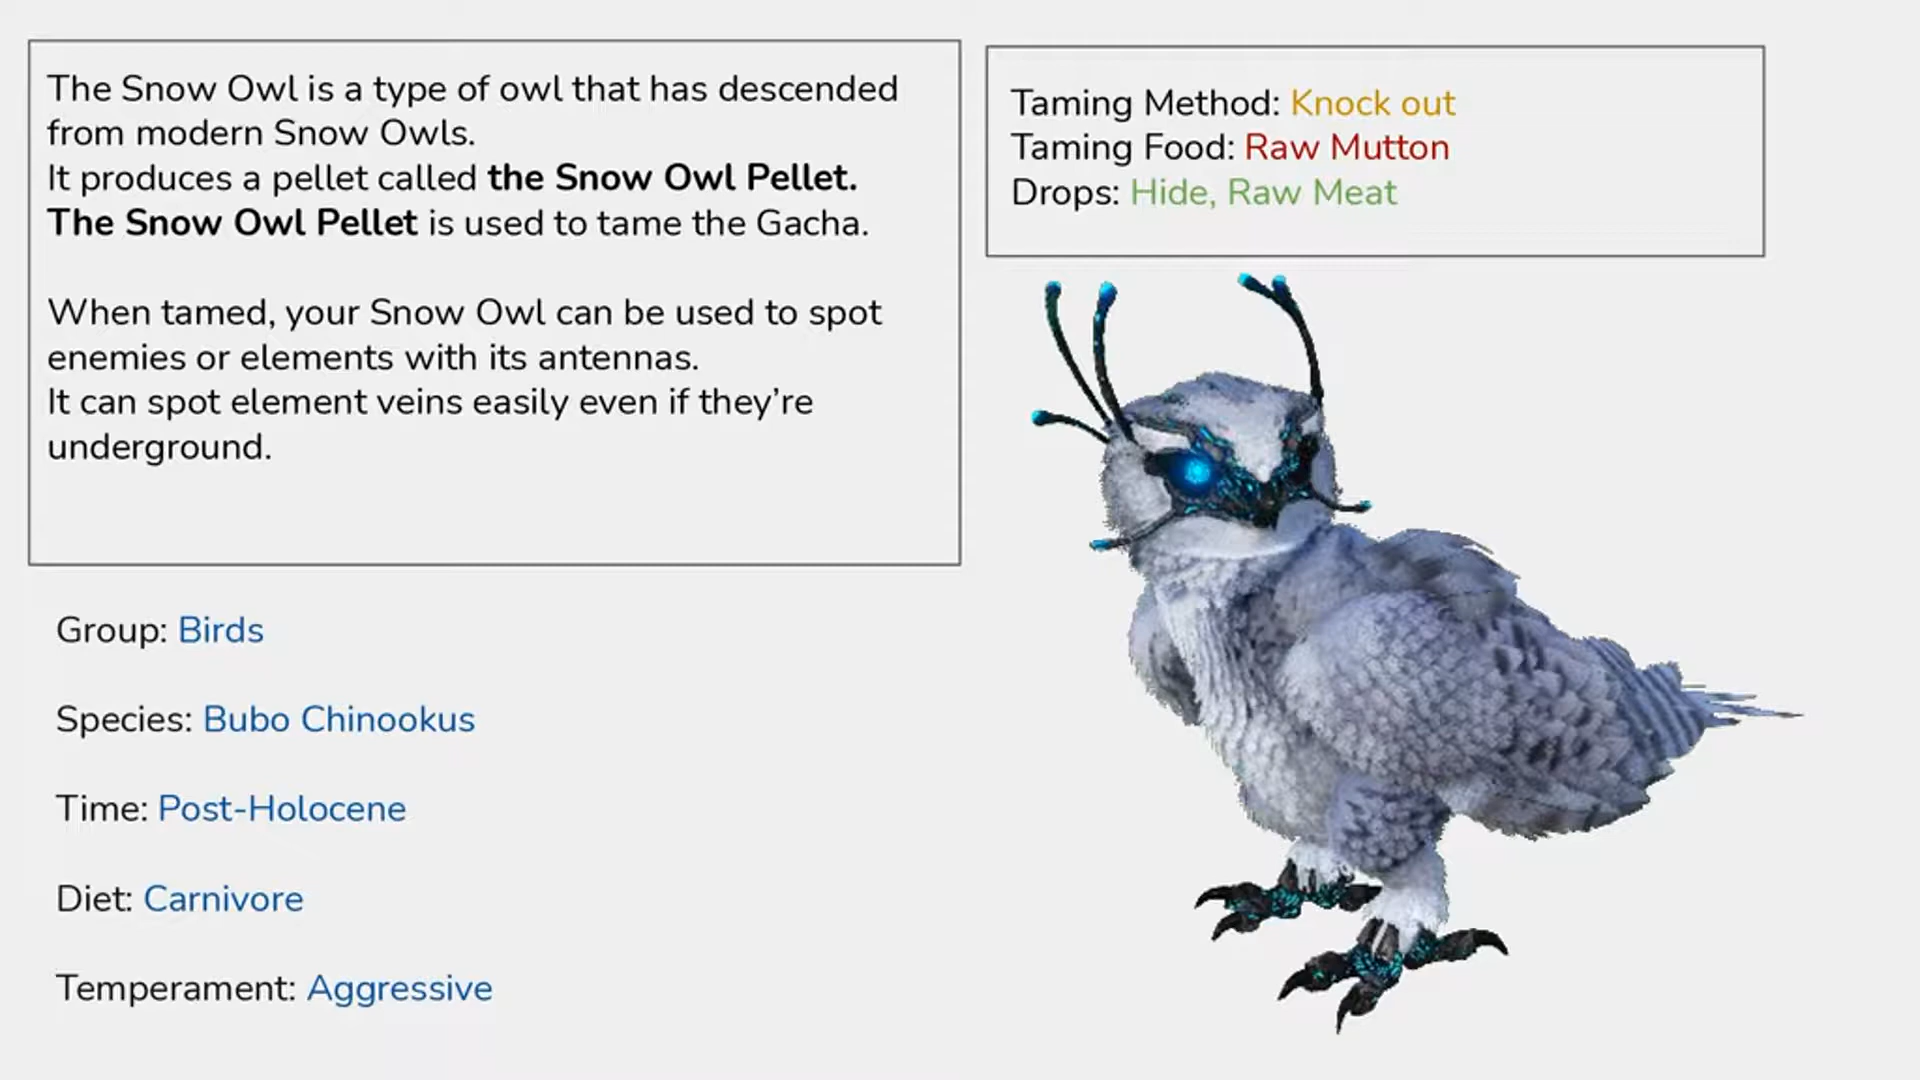 The Snow Owl is a type of owl that has descended
from modern Snow Owls.
It produces a pellet called the Snow Owl Pellet.
The Snow Owl Pellet is used to tame the Gacha.
When tamed, your Snow Owl can be used to spot
enemies or elements with its antennas.
It can spot element veins easily even if they’re
underground.
Taming Method: Knock out
Taming Food: Raw Mutton
Drops: Hide, Raw Meat
Group: Birds
Species: Bubo Chinookus
Time: Post-Holocene
Diet: Carnivore
Temperament: Aggressive